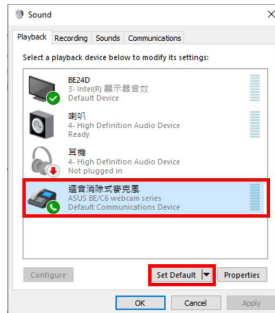 Sound
Playback Recording Sounds Communications
Select a playback device below to modify its settings:
BE24D
3- Intel(R) 顯示器音效
Default Device
喇叭
4- High Definition Audio Device
Ready
耳機
4- High Definition Audio Device
Not plugged in
迴音消除式麥克風
ASUS BE/C6 webcam series
Default Communications Device
Configure Set Default Properties
OK Cancel Apply